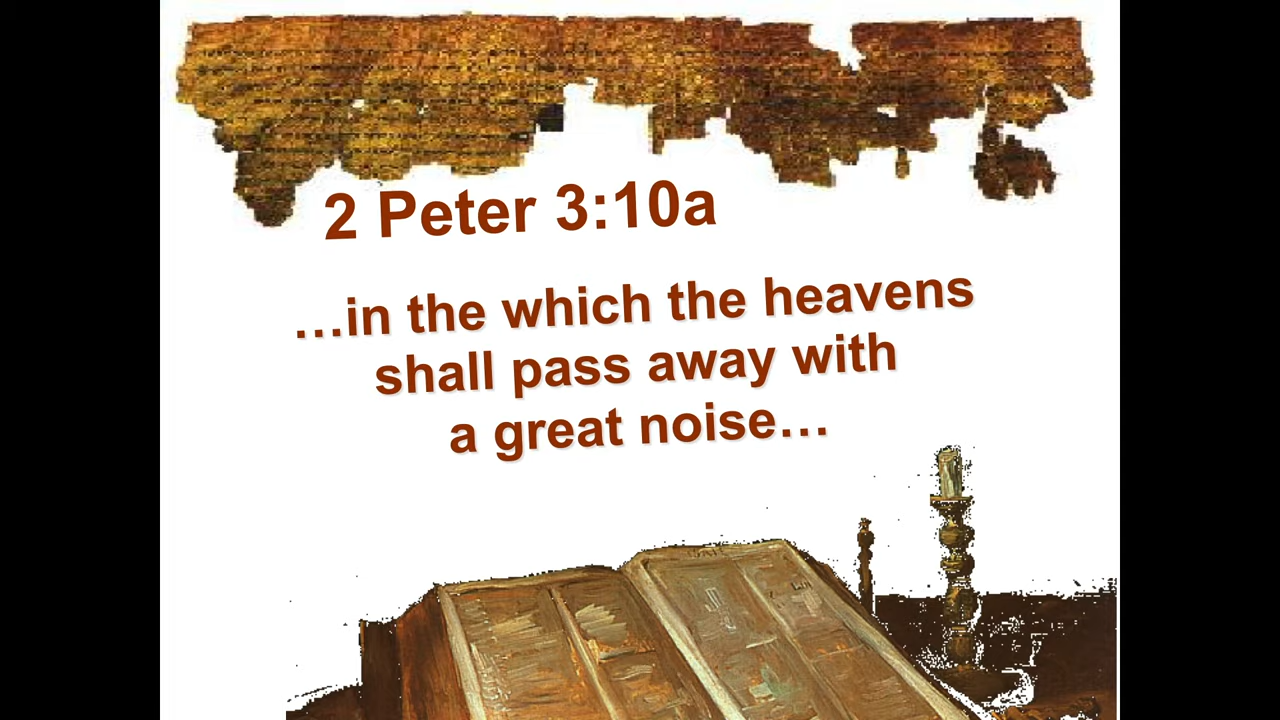 2 Peter 3:10a
…in the which the heavens
shall pass away with
a great noise…